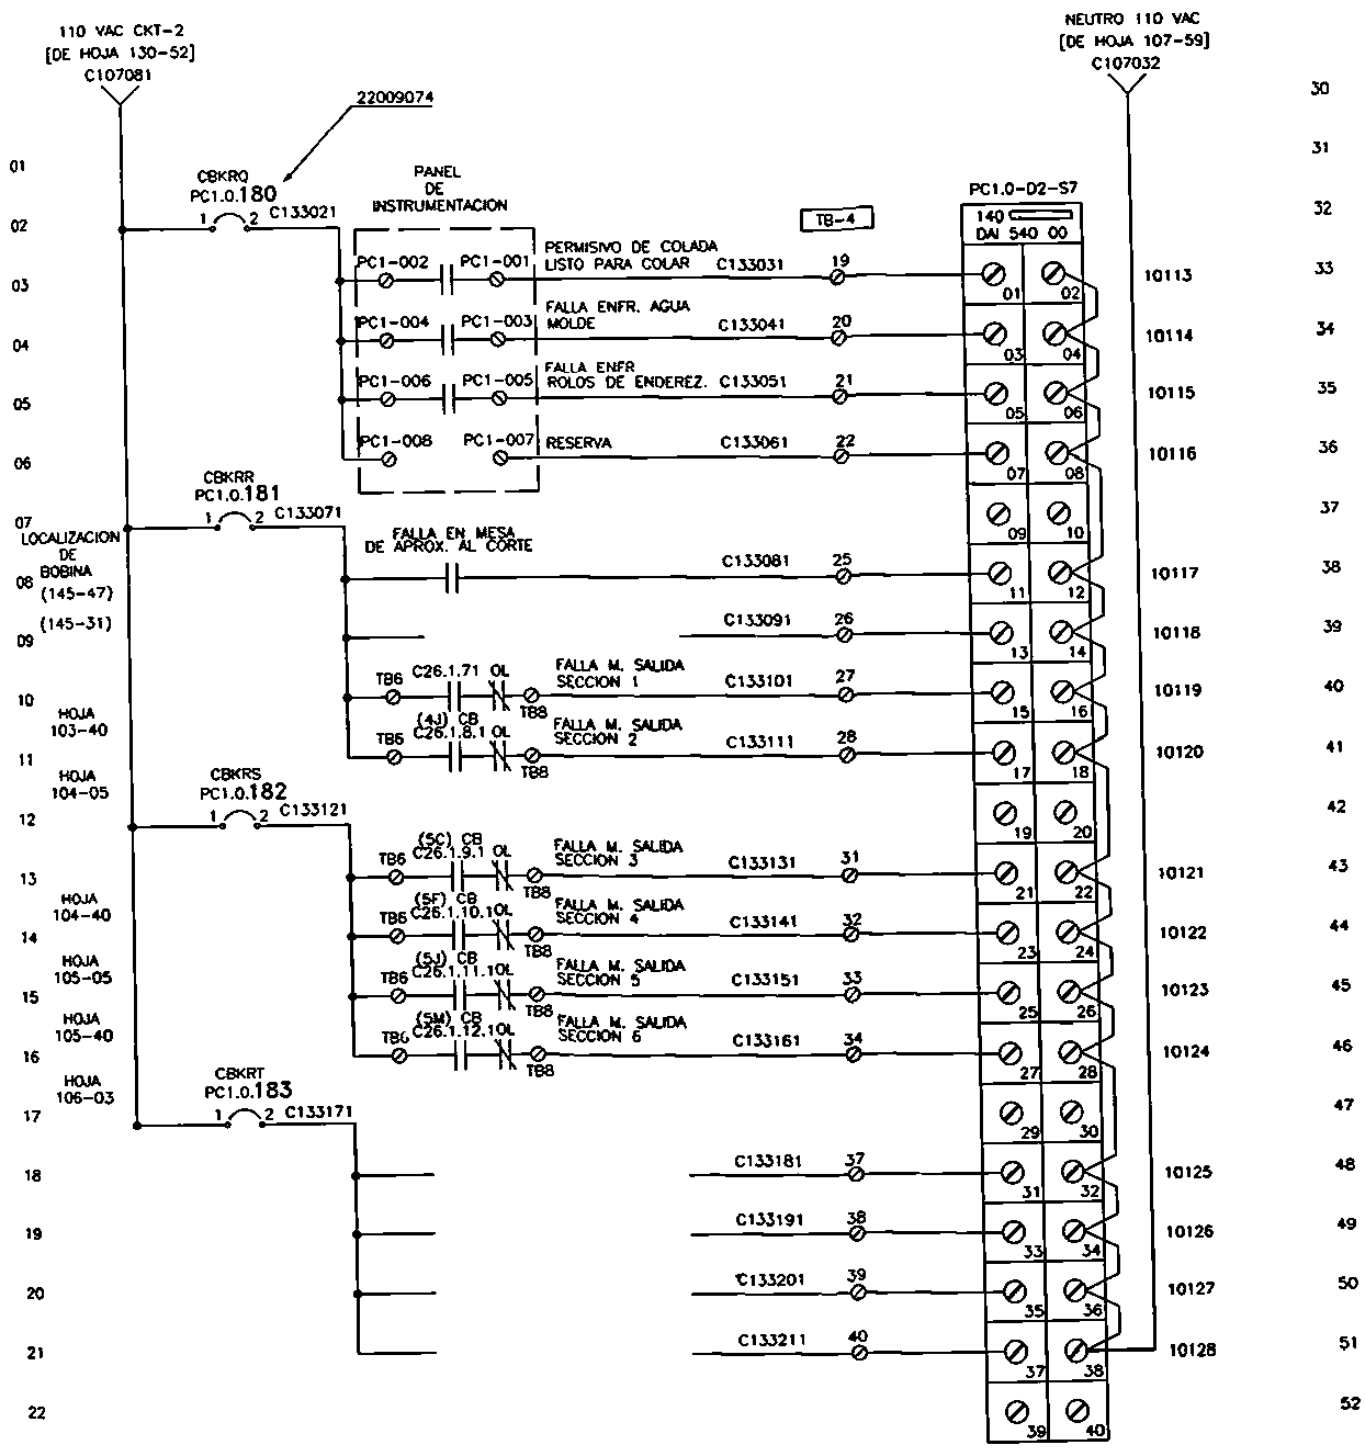 110 VAC CKT-2
[DE HOJA 130-52]
C107081
NEUTRO 110 VAC
[DE HOJA 107-59]
C107032
30
22009074
31
01
CBKRQ
PC1.0.180
1 2 C133021
PANEL
DE
INSTRUMENTACION
TB-4
PC1.0-D2-S7
140
DAI 540 00
32
02
PC1-002 PC1-001
PERMISIVO DE COLADA
LISTO PARA COLAR C133031 19
01 02
10113
33
03
PC1-004 PC1-003
FALLA ENFR. AGUA
MOLDE C133041 20
03 04
10114
34
04
PC1-006 PC1-005
FALLA ENFR
ROLOS DE ENDEREZ. C133051 21
05 06
10115
35
05
PC1-008 PC1-007 RESERVA C133061 22
07 08
10116
36
06
CBKRR
PC1.0.181
1 2 C133071
09 10
37
07
LOCALIZACION
DE
BOBINA
(145-47)
FALLA EN MESA
DE APROX. AL CORTE
C133081 25
11 12
10117
38
08
(145-31)
C133091 26
13 14
10118
39
09
TB6 C26.1.71 OL TB8
FALLA M. SALIDA
SECCION 1 C133101 27
15 16
10119
40
10
HOJA
103-40
(4J) CB
TB6 C26.1.8.1 OL TB8
FALLA M. SALIDA
SECCION 2 C133111 28
17 18
10120
41
11
HOJA
104-05
CBKRS
PC1.0.182
1 2 C133121
19 20
42
12
(5C) CB
TB6 C26.1.9.1 OL TB8
FALLA M. SALIDA
SECCION 3 C133131 31
21 22
10121
43
13
HOJA
104-40
(5F) CB
TB6 C26.1.10.1 OL TB8
FALLA M. SALIDA
SECCION 4 C133141 32
23 24
10122
44
14
HOJA
105-05
(5J) CB
TB6 C26.1.11.1 OL TB8
FALLA M. SALIDA
SECCION 5 C133151 33
25 26
10123
45
15
HOJA
105-40
(5M) CB
TB6 C26.1.12.1 OL TB8
FALLA M. SALIDA
SECCION 6 C133161 34
27 28
10124
46
16
HOJA
106-03
CBKRT
PC1.0.183
1 2 C133171
29 30
47
17
C133181 37
31 32
10125
48
18
C133191 38
33 34
10126
49
19
C133201 39
35 36
10127
50
20
C133211 40
37 38
10128
51
21
39 40
52
22